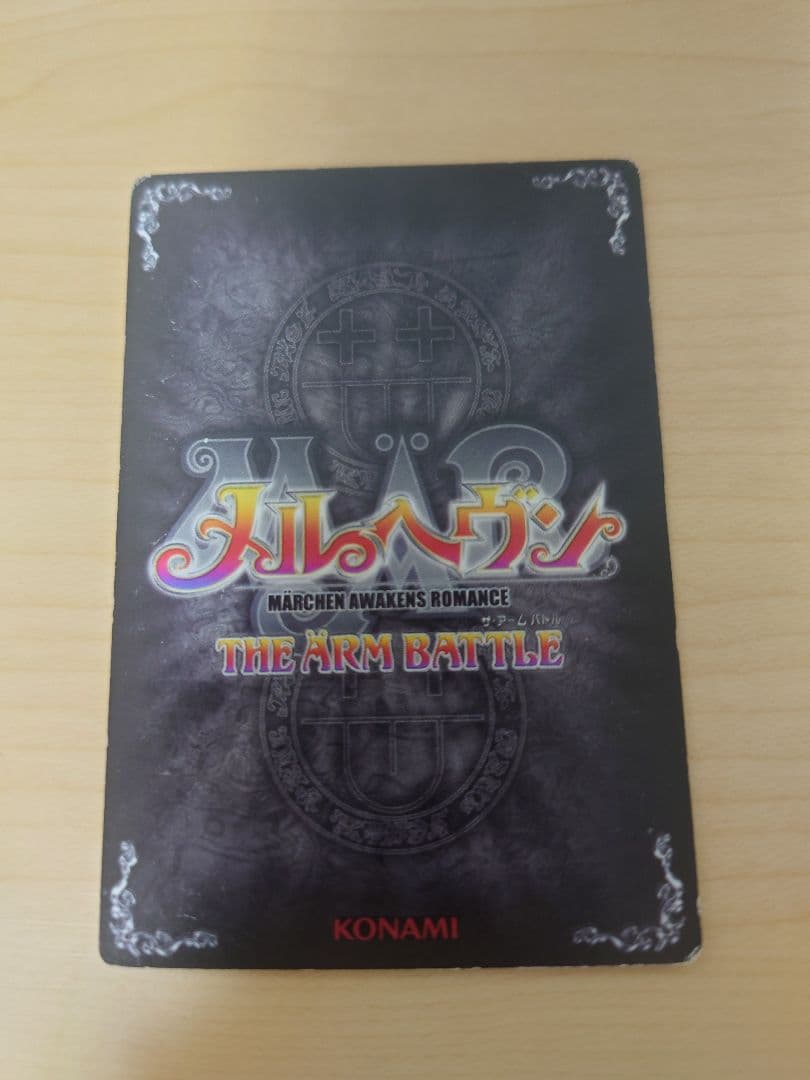 MÄR
メルヘヴン
MÄRCHEN AWAKENS ROMANCE
ザ・アーム バトル
THE ÄRM BATTLE
KONAMI